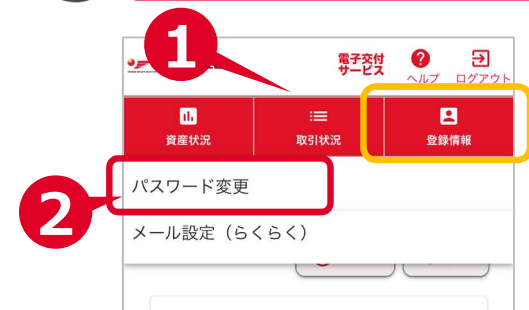 1
電子交付
サービス
ヘルプ ログアウト
資産状況 取引状況 登録情報
2
パスワード変更
メール設定（らくらく）